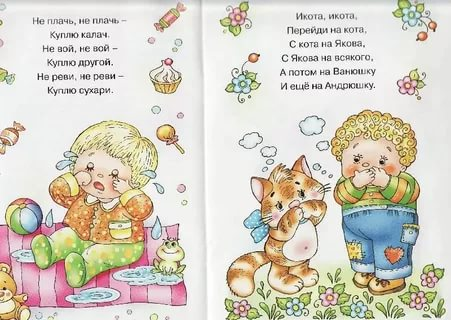 Не плачь, не плачь –
Куплю калач.
Не вой, не вой –
Куплю другой.
Не реви, не реви –
Куплю сухари.
Икота, икота,
Перейди на кота,
С кота на Якова,
С Якова на всякого,
А потом на Ванюшку
И ещё на Андрюшку.